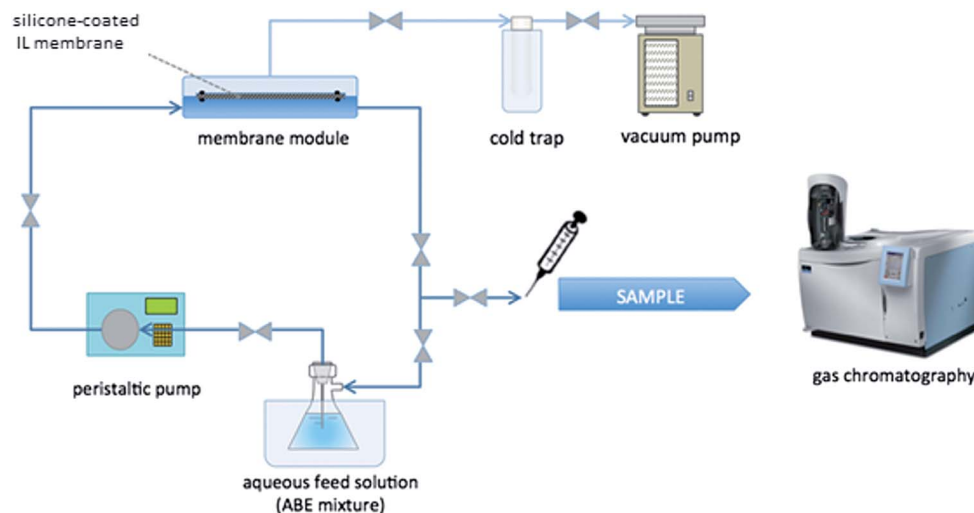 silicone-coated
IL membrane
membrane module
cold trap
vacuum pump
SAMPLE
peristaltic pump
gas chromatography
aqueous feed solution
(ABE mixture)